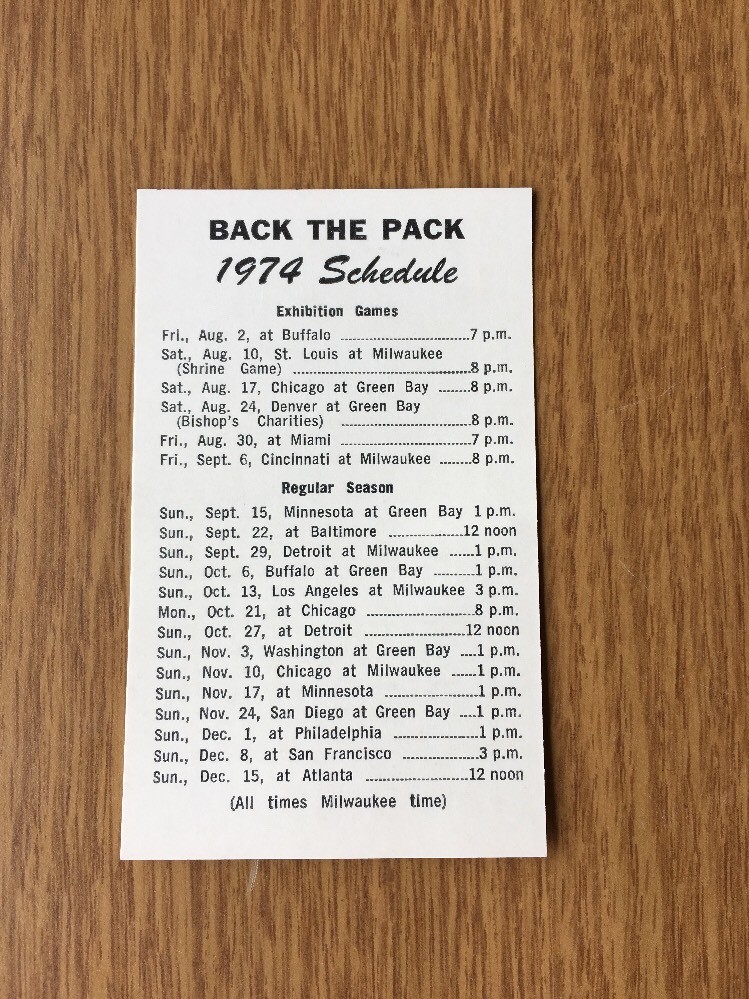 BACK THE PACK
1974 Schedule
Exhibition Games
Fri., Aug. 2, at Buffalo ........................7 p.m.
Sat., Aug. 10, St. Louis at Milwaukee
(Shrine Game) ..................................8 p.m.
Sat., Aug. 17, Chicago at Green Bay .......8 p.m.
Sat., Aug. 24, Denver at Green Bay
(Bishop's Charities) ........................8 p.m.
Fri., Aug. 30, at Miami ........................7 p.m.
Fri., Sept. 6, Cincinnati at Milwaukee .......8 p.m.
Regular Season
Sun., Sept. 15, Minnesota at Green Bay 1 p.m.
Sun., Sept. 22, at Baltimore ..............12 noon
Sun., Sept. 29, Detroit at Milwaukee ......1 p.m.
Sun., Oct. 6, Buffalo at Green Bay .........1 p.m.
Sun., Oct. 13, Los Angeles at Milwaukee 3 p.m.
Mon., Oct. 21, at Chicago ....................8 p.m.
Sun., Oct. 27, at Detroit ...................12 noon
Sun., Nov. 3, Washington at Green Bay ....1 p.m.
Sun., Nov. 10, Chicago at Milwaukee ......1 p.m.
Sun., Nov. 17, at Minnesota .................1 p.m.
Sun., Nov. 24, San Diego at Green Bay ....1 p.m.
Sun., Dec. 1, at Philadelphia ...............1 p.m.
Sun., Dec. 8, at San Francisco .............3 p.m.
Sun., Dec. 15, at Atlanta ...................12 noon
(All times Milwaukee time)